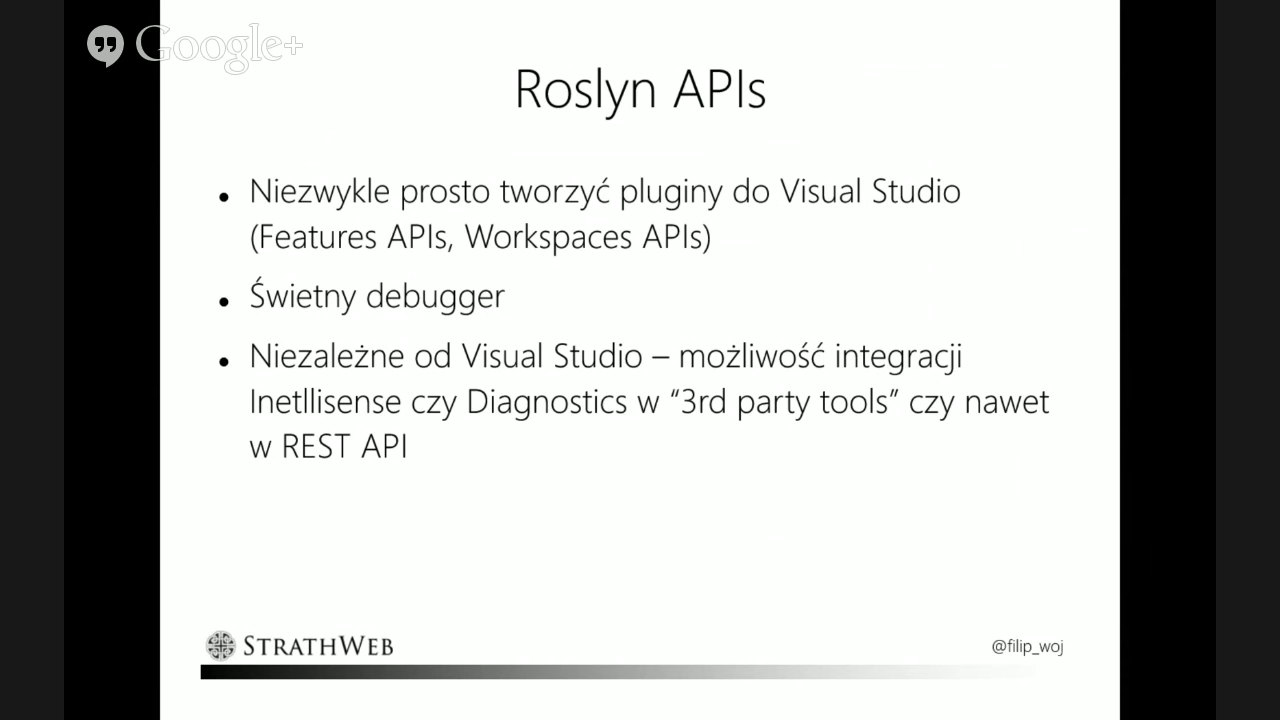 Google+
Roslyn APIs
• Niezwykle prosto tworzyć pluginy do Visual Studio
(Features APIs, Workspaces APIs)
• Świetny debugger
• Niezależne od Visual Studio – możliwość integracji
Inetllisense czy Diagnostics w “3rd party tools” czy nawet
w REST API
STRATHWEB
@filip_woj